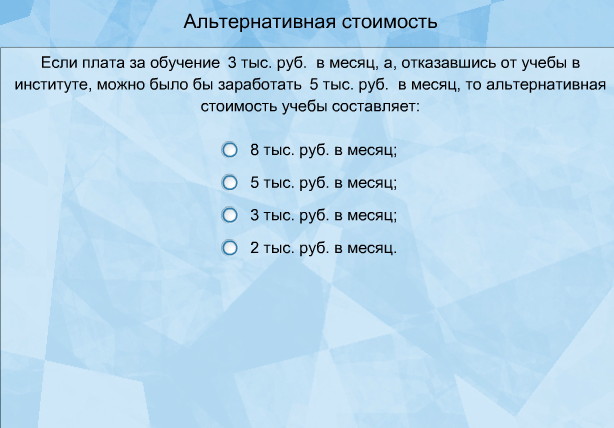 Альтернативная стоимость
Если плата за обучение 3 тыс. руб. в месяц, а, отказавшись от учебы в
институте, можно было бы заработать 5 тыс. руб. в месяц, то альтернативная
стоимость учебы составляет:
8 тыс. руб. в месяц;
5 тыс. руб. в месяц;
3 тыс. руб. в месяц;
2 тыс. руб. в месяц.